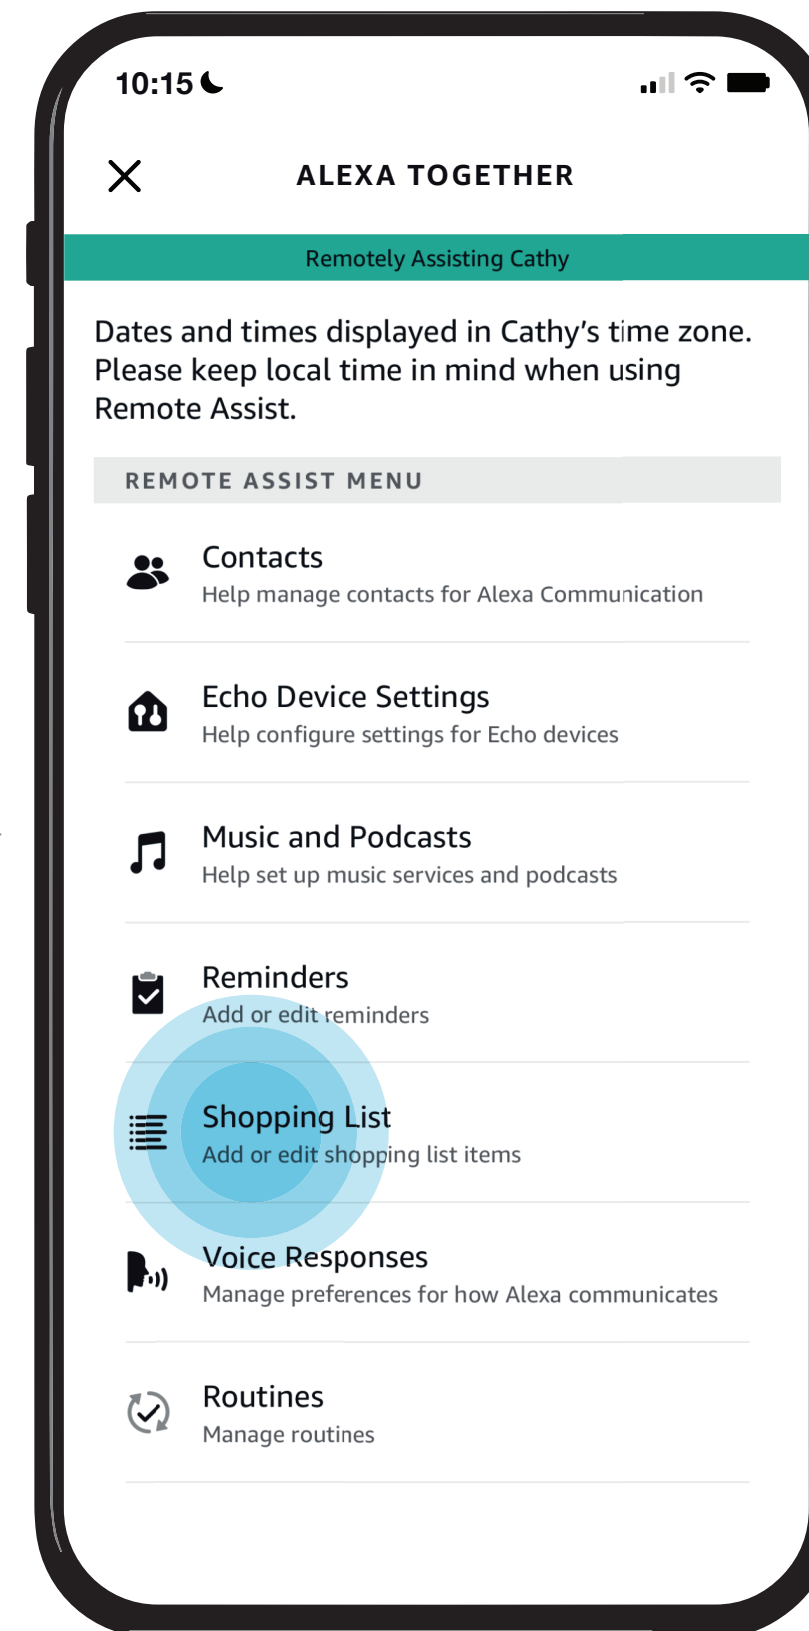 10:15
ALEXA TOGETHER
Remotely Assisting Cathy
Dates and times displayed in Cathy’s time zone.
Please keep local time in mind when using
Remote Assist.
REMOTE ASSIST MENU
Contacts
Help manage contacts for Alexa Communication
Echo Device Settings
Help configure settings for Echo devices
Music and Podcasts
Help set up music services and podcasts
Reminders
Add or edit reminders
Shopping List
Add or edit shopping list items
Voice Responses
Manage preferences for how Alexa communicates
Routines
Manage routines